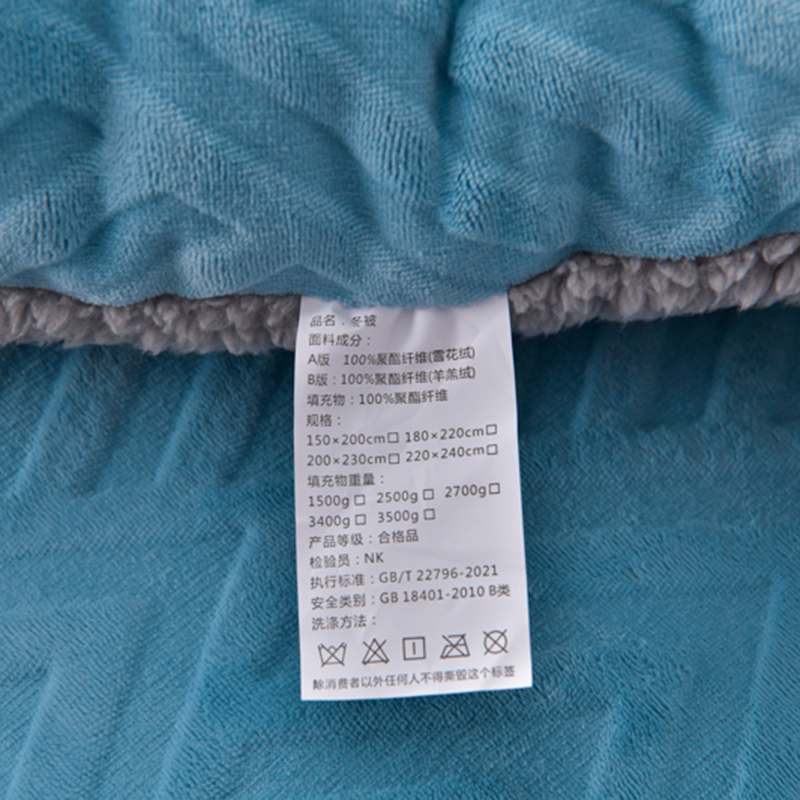 品名：冬被
面料成分：
A版 100%聚酯纤维(雪花绒)
B版：100%聚酯纤维(羊羔绒)
填充物：100%聚酯纤维
规格：
150×200cm□ 180×220cm□
200×230cm□ 220×240cm□
填充物重量：
1500g□ 2500g□ 2700g□
3400g□ 3500g□
产品等级：合格品
检验员：NK
执行标准：GB/T 22796-2021
安全类别：GB 18401-2010 B类
洗涤方法：
除消费者以外任何人不得撕毁这个标签